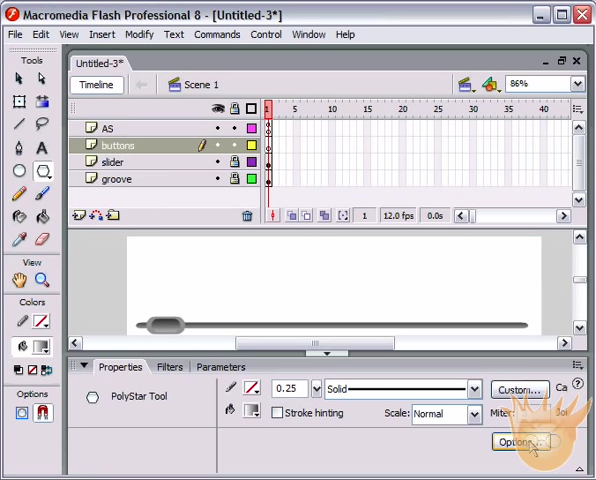 Macromedia Flash Professional 8 - [Untitled-3*]
File Edit View Insert Modify Text Commands Control Window Help
Tools
Untitled-3*
Timeline
Scene 1
86%
1 5 10 15 20 25 30 35 40
AS
buttons
slider
groove
1 12.0 fps 0.0s
View
Colors
Options
Properties Filters Parameters
PolyStar Tool
0.25 Solid Custom... Ca
Stroke hinting Scale: Normal Miter:
Options...